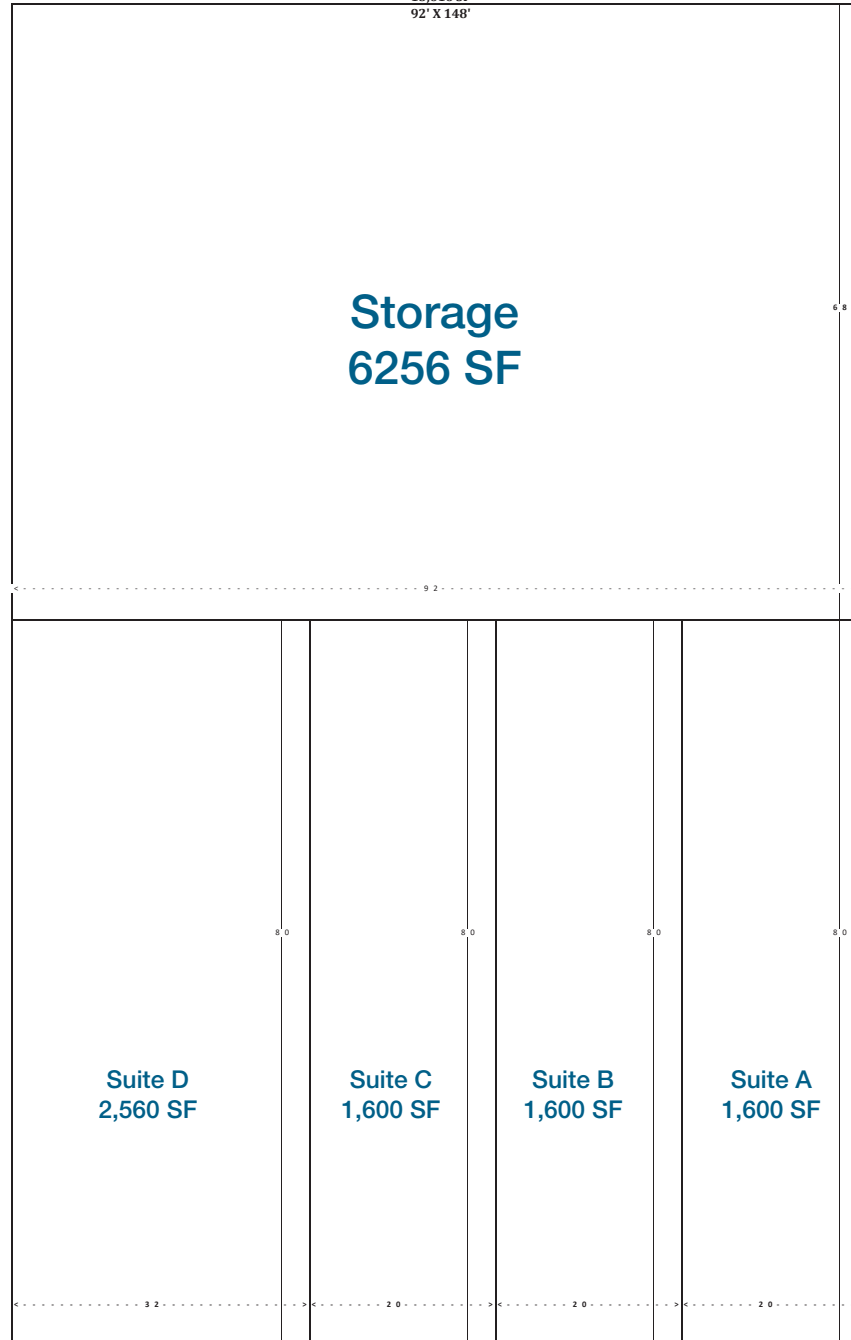 92' X 148'
Storage
6256 SF
68
92
80
80
80
80
Suite D
2,560 SF
Suite C
1,600 SF
Suite B
1,600 SF
Suite A
1,600 SF
32
20
20
20